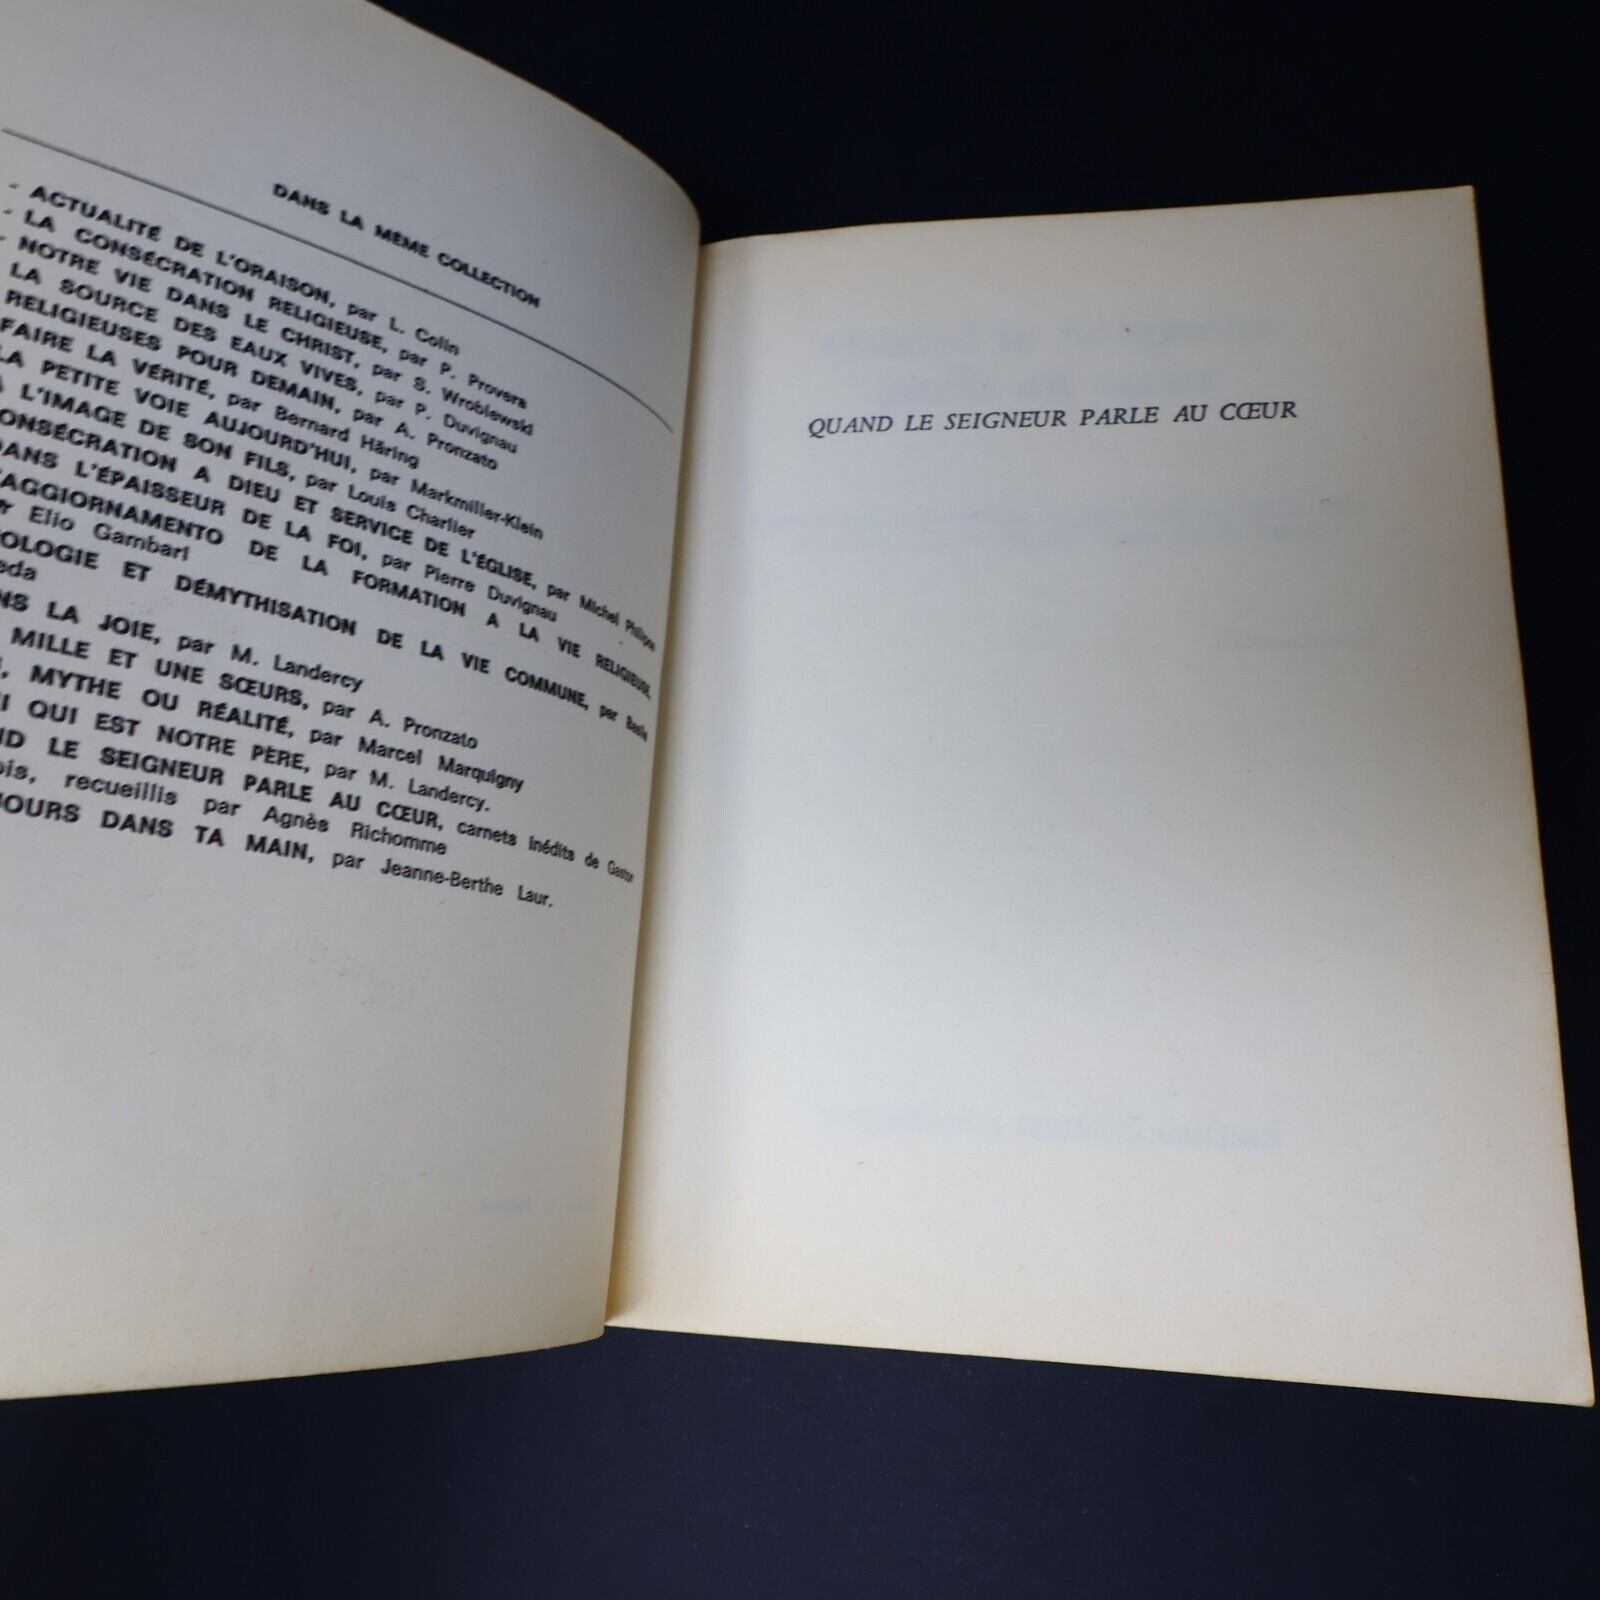 DANS LA MÊME COLLECTION
- ACTUALITÉ DE L'ORAISON, par L. Colin
- LA CONSÉCRATION RELIGIEUSE, par P. Provera
- NOTRE VIE DANS LE CHRIST, par S. Wroblewski
LA SOURCE DES EAUX VIVES, par P. Duvignau
RELIGIEUSES POUR DEMAIN, par A. Pronzato
FAIRE LA VÉRITÉ, par Bernard Häring
LA PETITE VOIE AUJOURD'HUI, par Markmiller-Klein
A L'IMAGE DE SON FILS, par Louis Charlier
CONSÉCRATION A DIEU ET SERVICE DE L'ÉGLISE, par Michel Philipon
DANS L'ÉPAISSEUR DE LA FOI, par Pierre Duvignau
L'AGGIORNAMENTO DE LA FORMATION A LA VIE RELIGIEUSE,
Elio Gambari
OLOGIE ET DÉMYTHISATION DE LA VIE COMMUNE, par Basile
NS LA JOIE, par M. Landercy
MILLE ET UNE SŒURS, par A. Pronzato
MYTHE OU RÉALITÉ, par Marcel Marquigny
I QUI EST NOTRE PÈRE, par M. Landercy.
ND LE SEIGNEUR PARLE AU CŒUR, carnets inédits de Gaston
ois, recueillis par Agnès Richomme
JOURS DANS TA MAIN, par Jeanne-Berthe Laur.
QUAND LE SEIGNEUR PARLE AU CŒUR